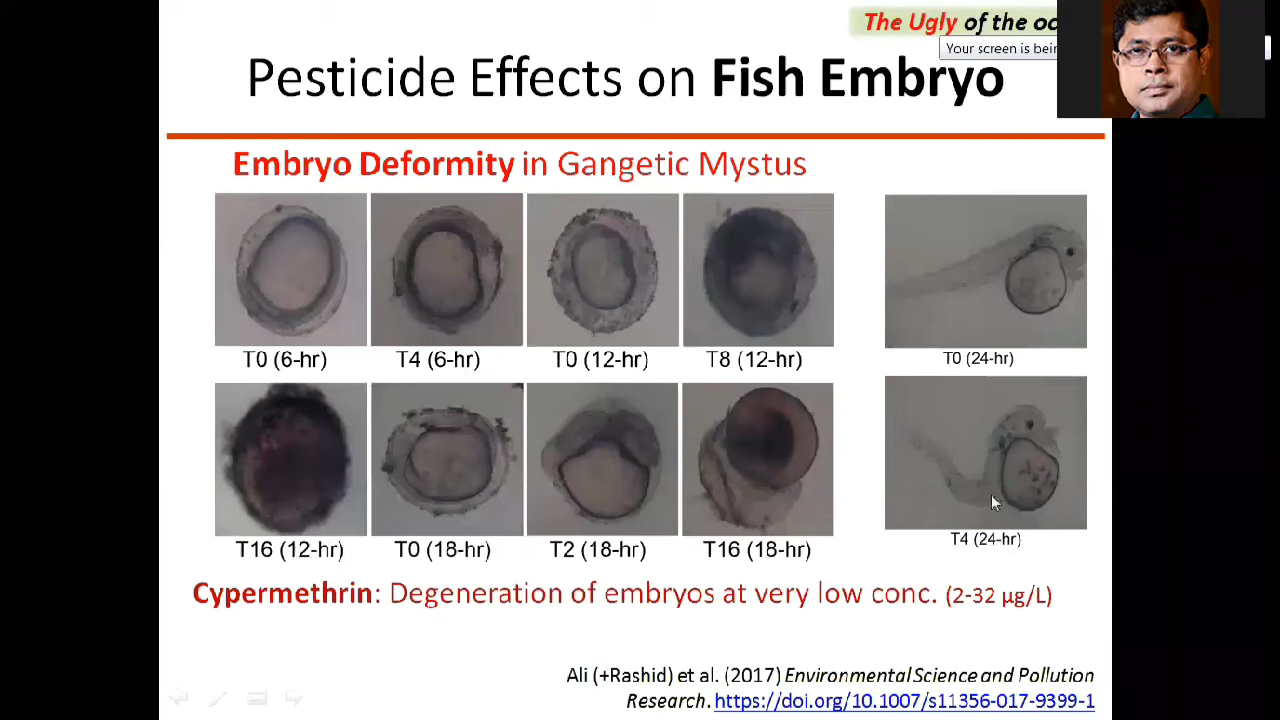 The Ugly of the oc
Your screen is bein
Pesticide Effects on Fish Embryo
Embryo Deformity in Gangetic Mystus
T0 (6-hr) T4 (6-hr) T0 (12-hr) T8 (12-hr) T0 (24-hr)
T16 (12-hr) T0 (18-hr) T2 (18-hr) T16 (18-hr) T4 (24-hr)
Cypermethrin: Degeneration of embryos at very low conc. (2-32 µg/L)
Ali (+Rashid) et al. (2017) Environmental Science and Pollution
Research. https://doi.org/10.1007/s11356-017-9399-1